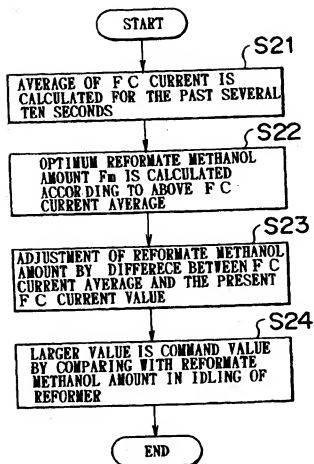 START
S21
AVERAGE OF F C CURRENT IS
CALCULATED FOR THE PAST SEVERAL
TEN SECONDS
S22
OPTIMUM REFORMATE METHANOL
AMOUNT Fm IS CALCULATED
ACCORDING TO ABOVE F C
CURRENT AVERAGE
S23
ADJUSTMENT OF REFORMATE METHANOL
AMOUNT BY DIFFERECE BETWEEN F C
CURRENT AVERAGE AND THE PRESENT
F C CURRENT VALUE
S24
LARGER VALUE IS COMMAND VALUE
BY COMPARING WITH REFORMATE
METHANOL AMOUNT IN IDLING OF
REFORMER
END